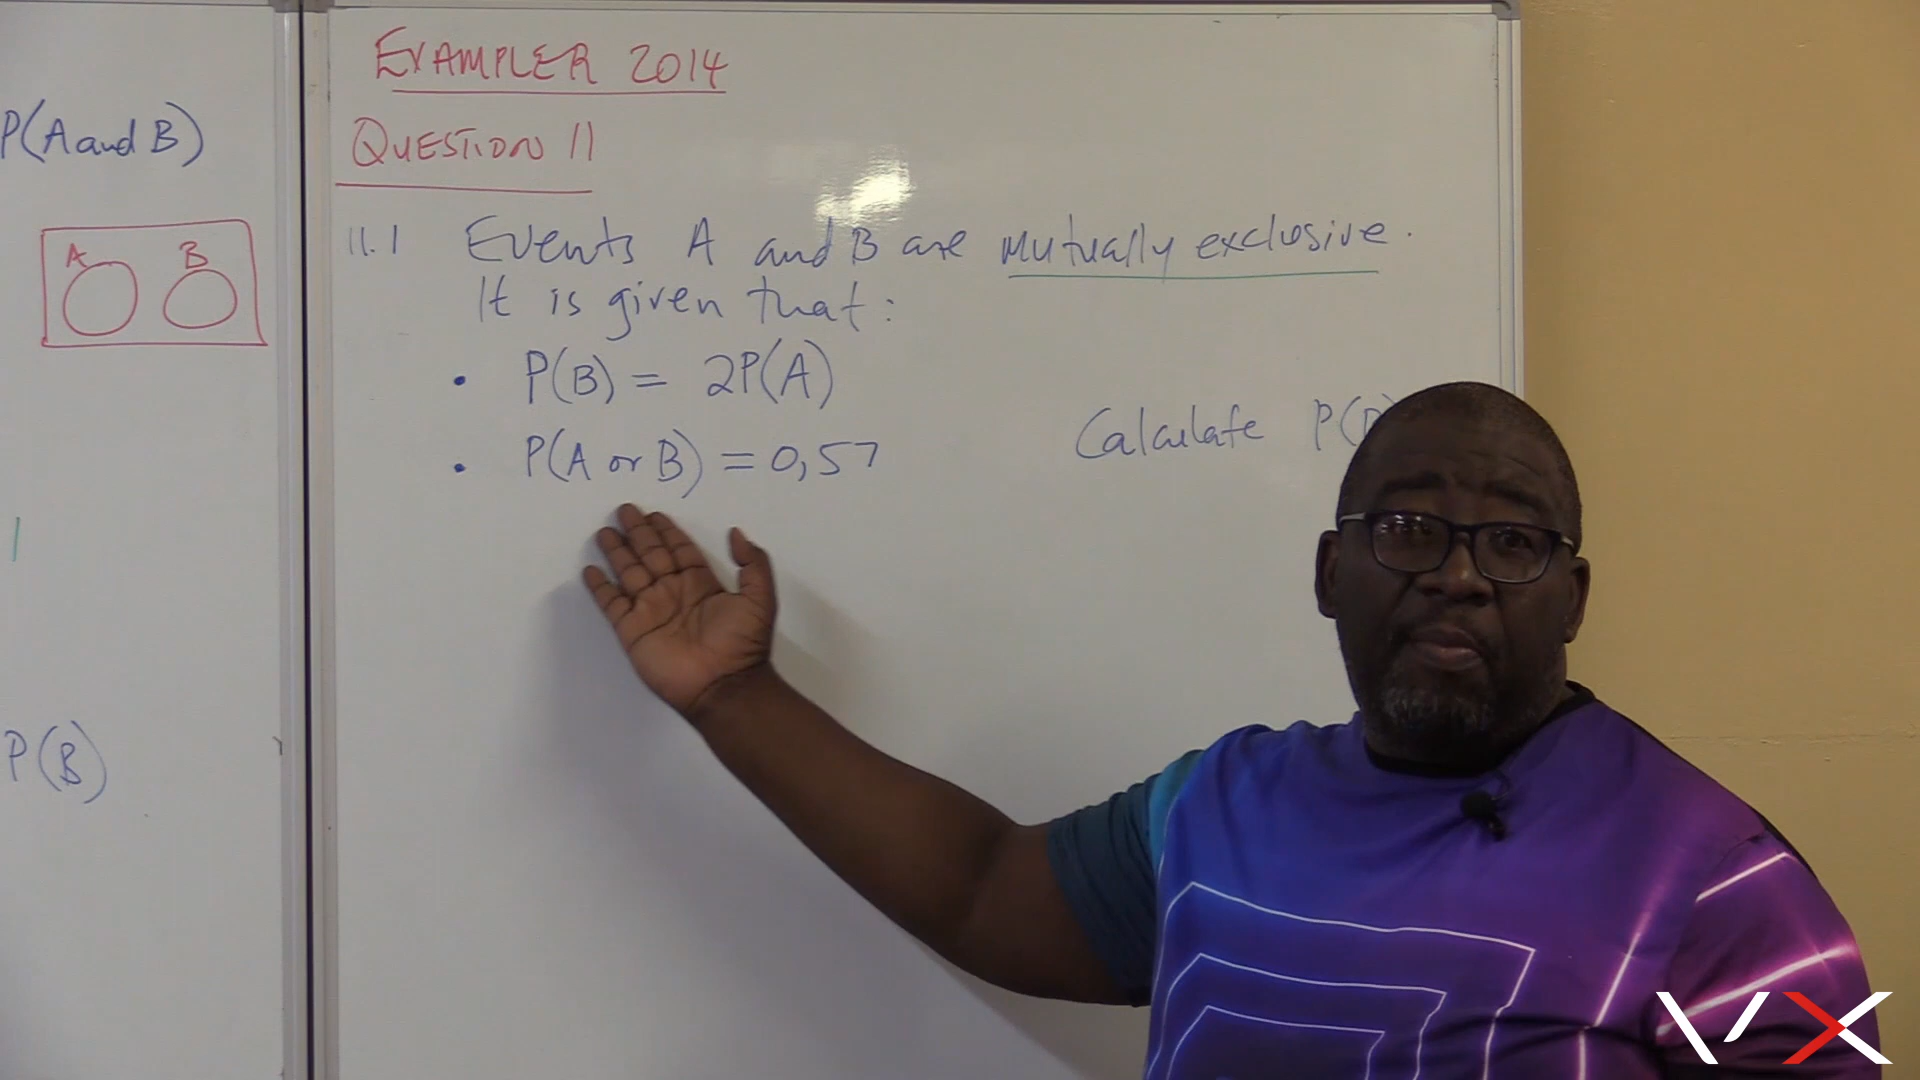 P(A and B)
A B
P(B)
EXAMPLER 2014
QUESTION 11
11.1 Events A and B are mutually exclusive.
It is given that:
• P(B) = 2P(A)
• P(A or B) = 0,57
Calculate
VX